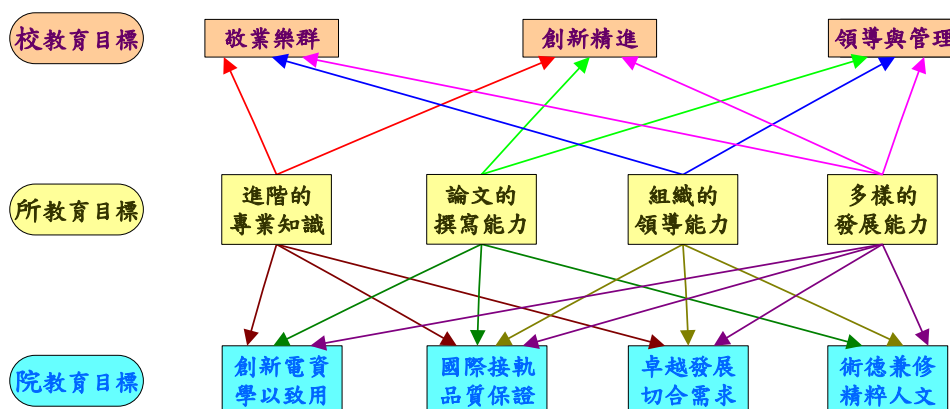 校教育目標
敬業樂群
創新精進
領導與管理
所教育目標
進階的
專業知識
論文的
撰寫能力
組織的
領導能力
多樣的
發展能力
院教育目標
創新電資
學以致用
國際接軌
品質保證
卓越發展
切合需求
術德兼修
精粹人文